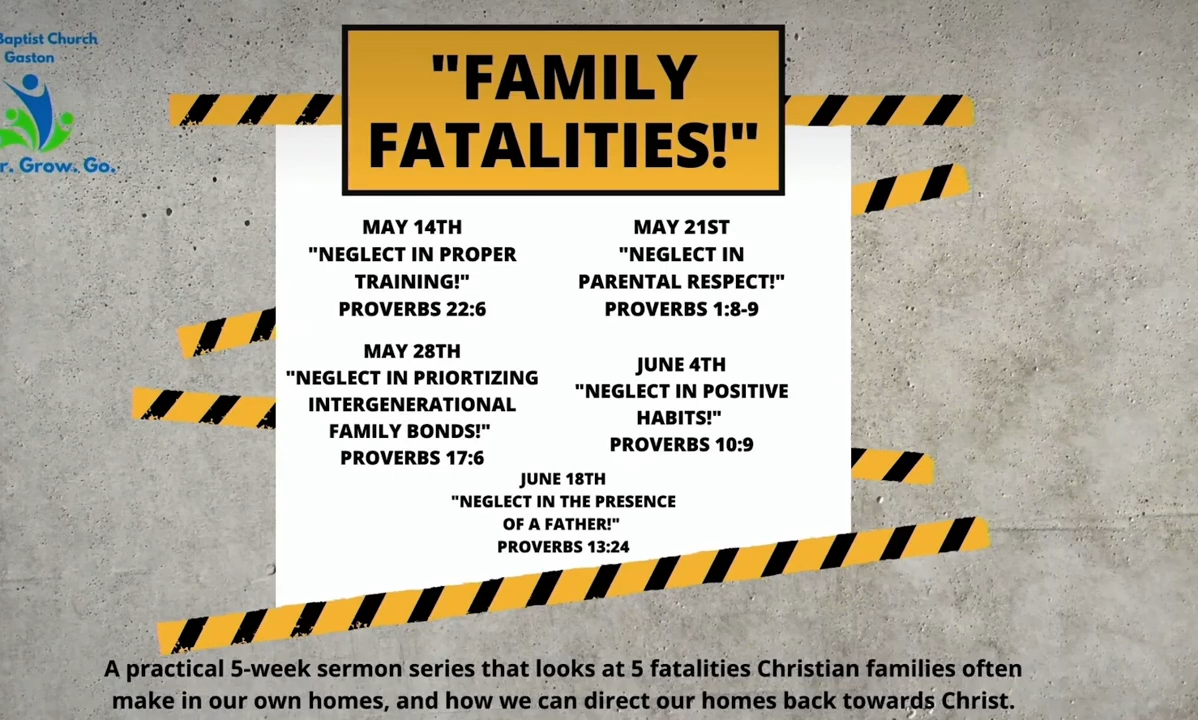 Baptist Church
Gaston
Grow. Go.
"FAMILY
FATALITIES!"
MAY 14TH
"NEGLECT IN PROPER
TRAINING!"
PROVERBS 22:6
MAY 21ST
"NEGLECT IN
PARENTAL RESPECT!"
PROVERBS 1:8-9
MAY 28TH
"NEGLECT IN PRIORTIZING
INTERGENERATIONAL
FAMILY BONDS!"
PROVERBS 17:6
JUNE 4TH
"NEGLECT IN POSITIVE
HABITS!"
PROVERBS 10:9
JUNE 18TH
"NEGLECT IN THE PRESENCE
OF A FATHER!"
PROVERBS 13:24
A practical 5-week sermon series that looks at 5 fatalities Christian families often
make in our own homes, and how we can direct our homes back towards Christ.